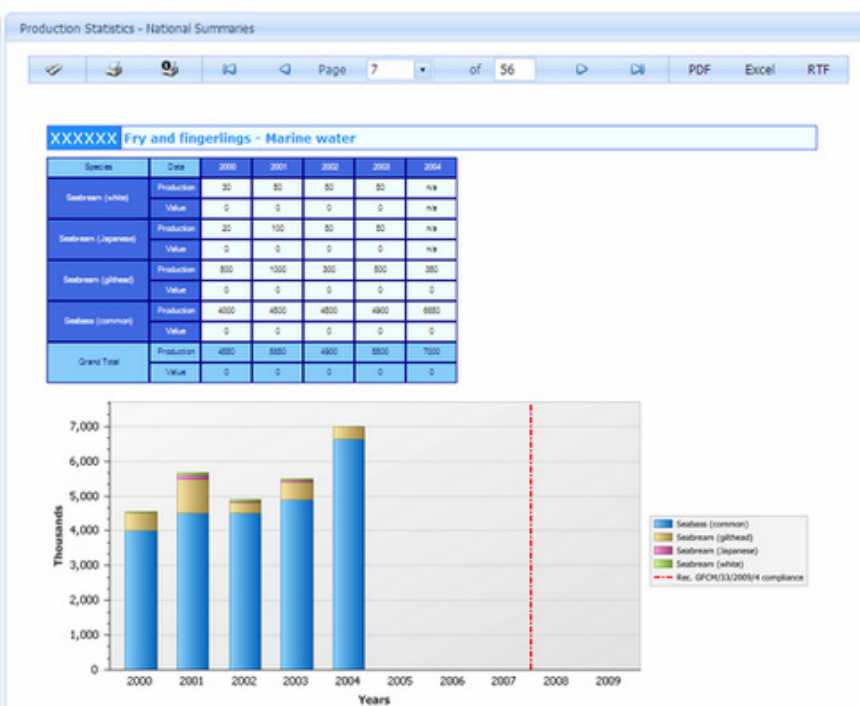 Production Statistics - National Summaries
Page 7 of 56 PDF Excel RTF
XXXXXX Fry and fingerlings - Marine water
Species Data 2000 2001 2002 2003 2004
Seabream (white) Production 30 50 50 50 n/a
Value 0 0 0 0 n/a
Seabream (Japanese) Production 20 100 50 50 n/a
Value 0 0 0 0 n/a
Seabream (gilthead) Production 500 1000 300 500 350
Value 0 0 0 0 0
Seabass (common) Production 4000 4500 4500 4900 6650
Value 0 0 0 0 0
Grand Total Production 4550 5650 4900 5500 7000
Value 0 0 0 0 0
7,000
6,000
5,000
4,000
3,000
2,000
1,000
0
Thousands
2000 2001 2002 2003 2004 2005 2006 2007 2008 2009
Years
Seabass (common)
Seabream (gilthead)
Seabream (Japanese)
Seabream (white)
Rec. GFCM/33/2009/4 compliance